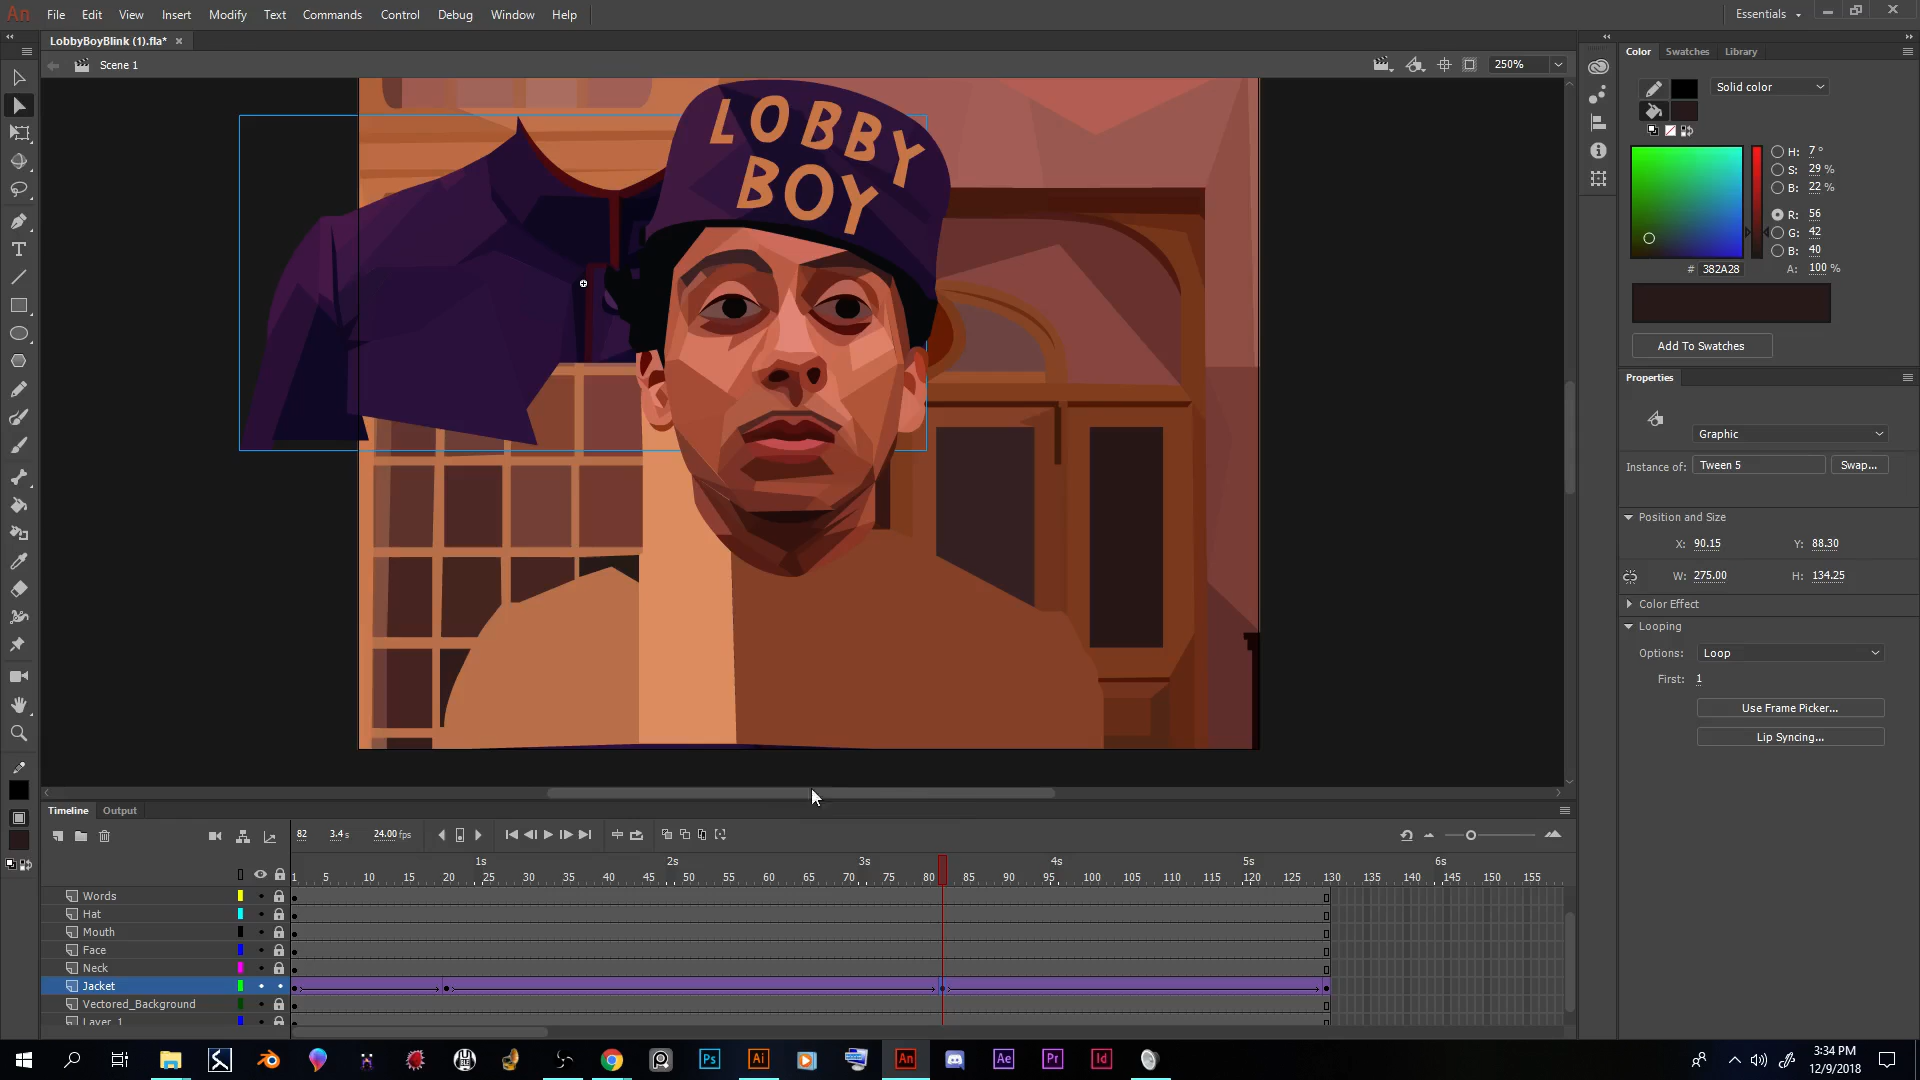 An File Edit View Insert Modify Text Commands Control Debug Window Help Essentials
LobbyBoyBlink (1).fla* ×
Scene 1 250%
LOBBY
BOY
Color Swatches Library
Solid color
H: 7 °
S: 29 %
B: 22 %
R: 56
G: 42
B: 40
# 382A28 A: 100 %
Add To Swatches
Properties
Graphic
Instance of: Tween 5 Swap...
Position and Size
X: 90.15 Y: 88.30
W: 275.00 H: 134.25
Color Effect
Looping
Options: Loop
First: 1
Use Frame Picker...
Lip Syncing...
Timeline Output
82 3.4 s 24.00 fps
1s 2s 3s 4s 5s 6s
1 5 10 15 20 25 30 35 40 45 50 55 60 65 70 75 80 85 90 95 100 105 110 115 120 125 130 135 140 145 150 155
Words
Hat
Mouth
Face
Neck
Jacket
Vectored_Background
Layer_1
Ps Ai An Ae Pr Id
3:34 PM
12/9/2018